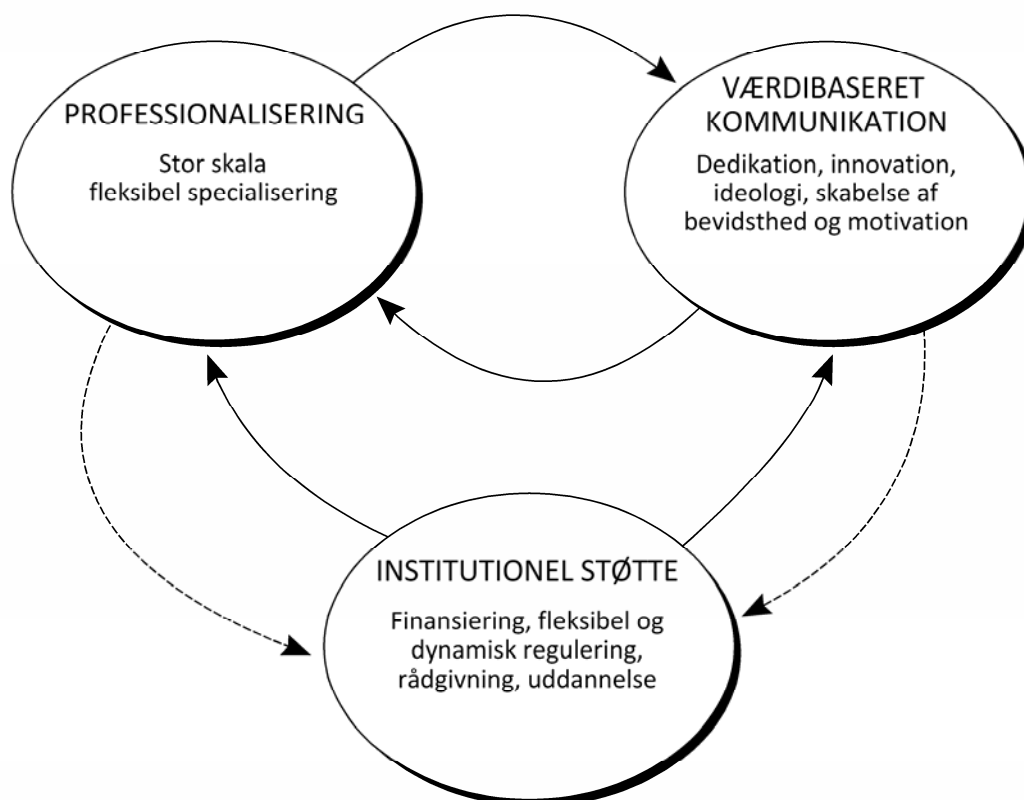 PROFESSIONALISERING
Stor skala
fleksibel specialisering
VÆRDIBASERET
KOMMUNIKATION
Dedikation, innovation,
ideologi, skabelse af
bevidsthed og motivation
INSTITUTIONEL STØTTE
Finansiering, fleksibel og
dynamisk regulering,
rådgivning, uddannelse